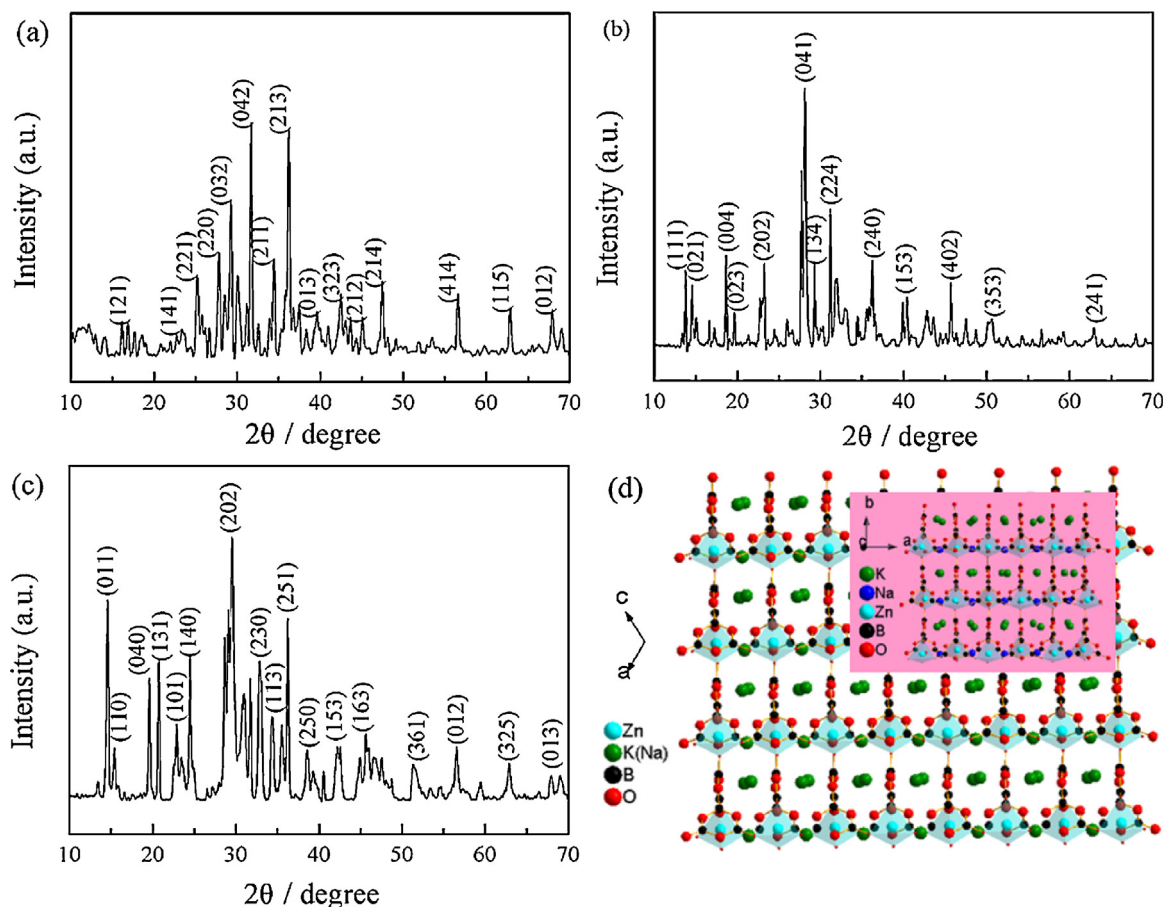 (a)
Intensity (a.u.)
(121)
(141)
(221)
(220)
(032)
(042)
(211)
(213)
(013)
(323)
(212)
(214)
(414)
(115)
(012)
10 20 30 40 50 60 70
2θ / degree
(b)
Intensity (a.u.)
(111)
(021)
(004)
(023)
(202)
(041)
(134)
(224)
(240)
(153)
(402)
(353)
(241)
10 20 30 40 50 60 70
2θ / degree
(c)
Intensity (a.u.)
(011)
(110)
(040)
(131)
(101)
(140)
(202)
(230)
(113)
(251)
(250)
(153)
(163)
(361)
(012)
(325)
(013)
10 20 30 40 50 60 70
2θ / degree
(d)
b
c a
K
Na
Zn
B
O
c
a
Zn
K(Na)
B
O